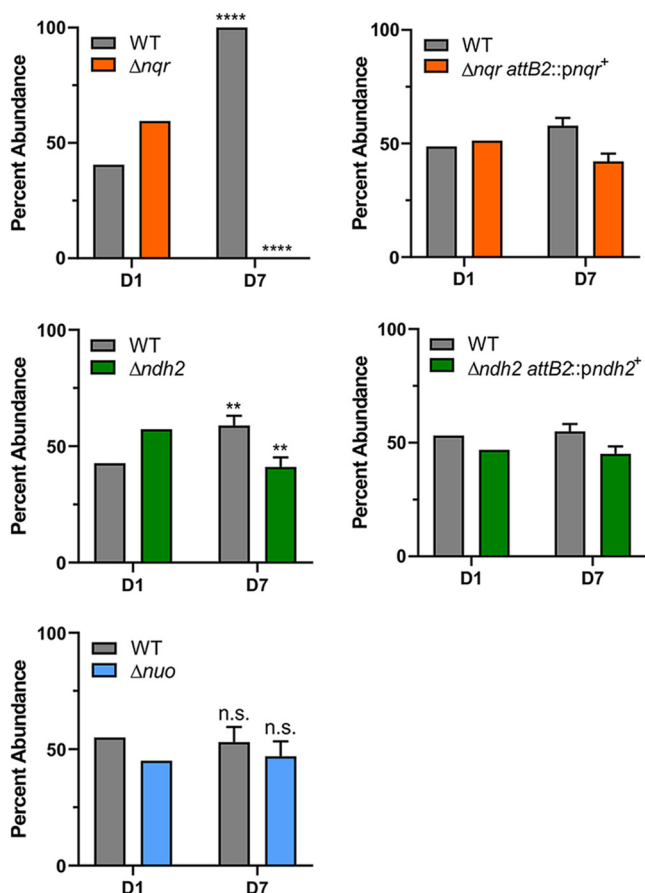 100
50
0
Percent Abundance
WT
Δnqr
****
****
D1
D7
100
50
0
Percent Abundance
WT
Δnqr attB2::pnqr⁺
D1
D7
100
50
0
Percent Abundance
WT
Δndh2
**
**
D1
D7
100
50
0
Percent Abundance
WT
Δndh2 attB2::pndh2⁺
D1
D7
100
50
0
Percent Abundance
WT
Δnuo
n.s.
n.s.
D1
D7